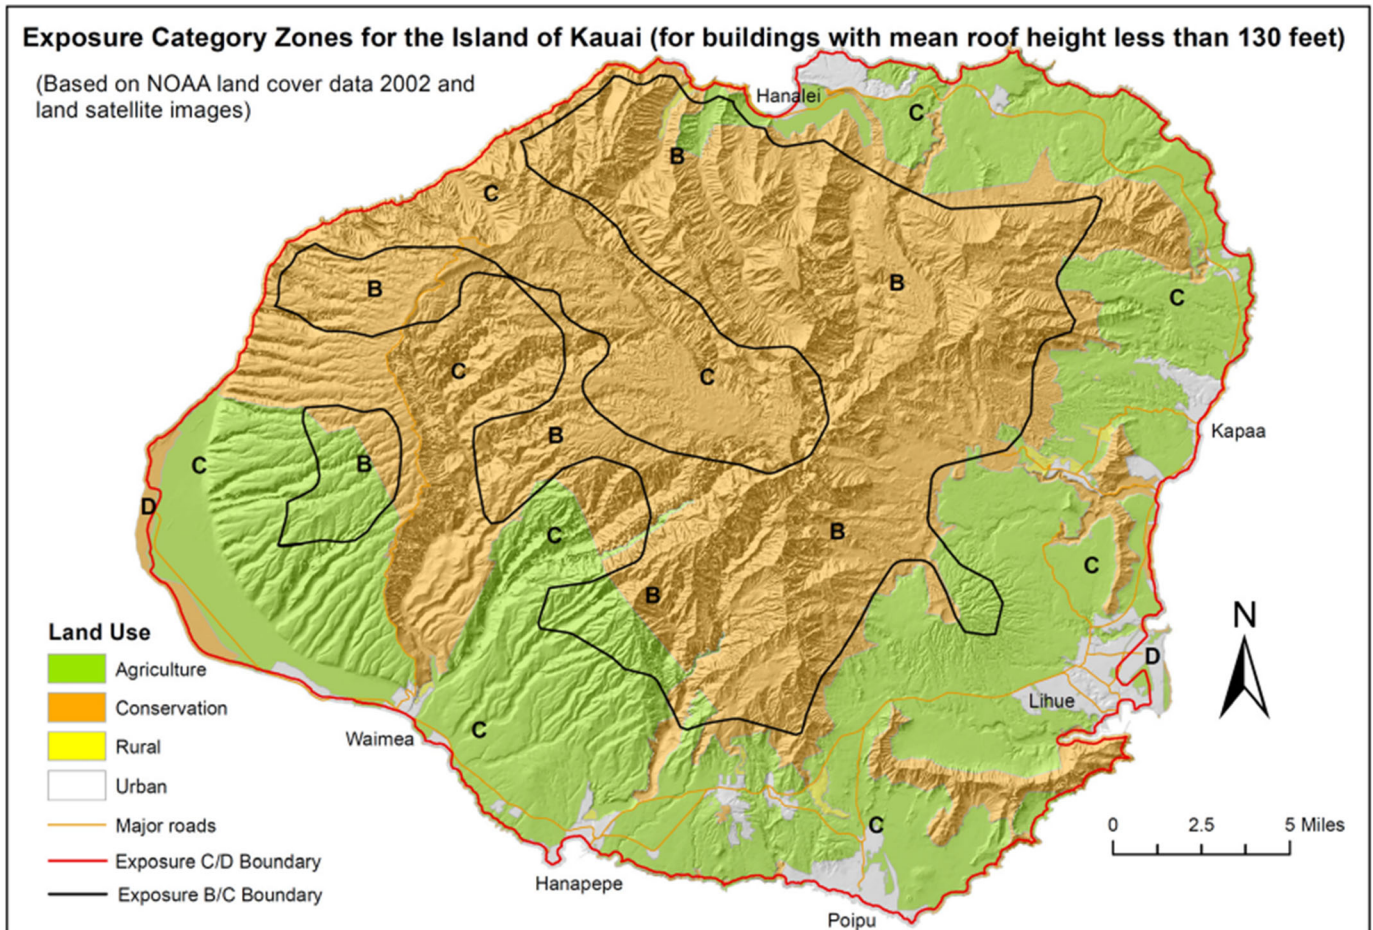 Exposure Category Zones for the Island of Kauai (for buildings with mean roof height less than 130 feet)
(Based on NOAA land cover data 2002 and
land satellite images)
Hanalei
C
B
C
B
B
C
C
C
B
B
C
Kapaa
D
B
C
C
B
N
D
Lihue
C
Waimea
C
0 2.5 5 Miles
Hanapepe
Poipu
Land Use
Agriculture
Conservation
Rural
Urban
Major roads
Exposure C/D Boundary
Exposure B/C Boundary